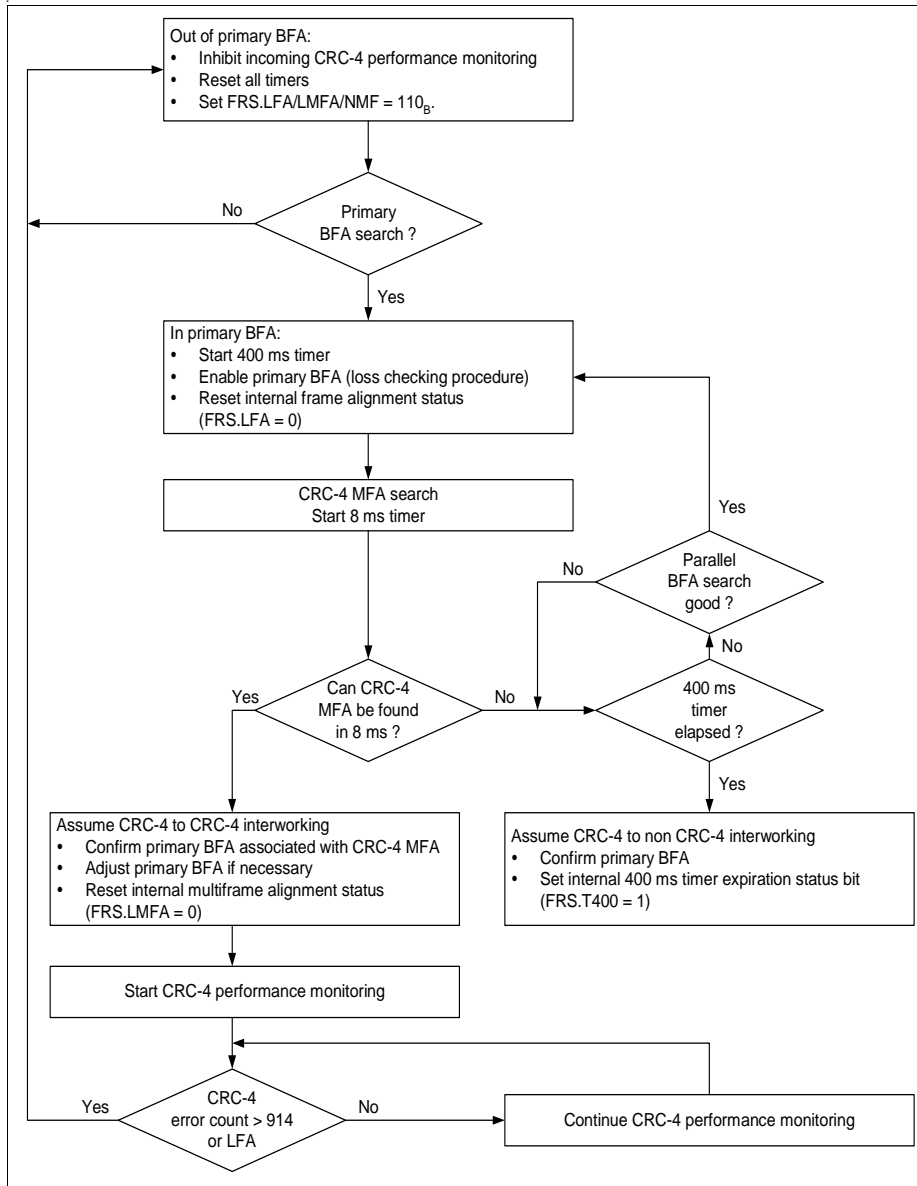 Out of primary BFA:
• Inhibit incoming CRC-4 performance monitoring
• Reset all timers
• Set FRS.LFA/LMFA/NMF = 110B.
No
Primary
BFA search ?
Yes
In primary BFA:
• Start 400 ms timer
• Enable primary BFA (loss checking procedure)
• Reset internal frame alignment status
(FRS.LFA = 0)
CRC-4 MFA search
Start 8 ms timer
Yes
No
Parallel
BFA search
good ?
No
Yes
Can CRC-4
MFA be found
in 8 ms ?
No
400 ms
timer
elapsed ?
Yes
Assume CRC-4 to CRC-4 interworking
• Confirm primary BFA associated with CRC-4 MFA
• Adjust primary BFA if necessary
• Reset internal multiframe alignment status
(FRS.LMFA = 0)
Assume CRC-4 to non CRC-4 interworking
• Confirm primary BFA
• Set internal 400 ms timer expiration status bit
(FRS.T400 = 1)
Start CRC-4 performance monitoring
Yes
CRC-4
error count > 914
or LFA
No
Continue CRC-4 performance monitoring